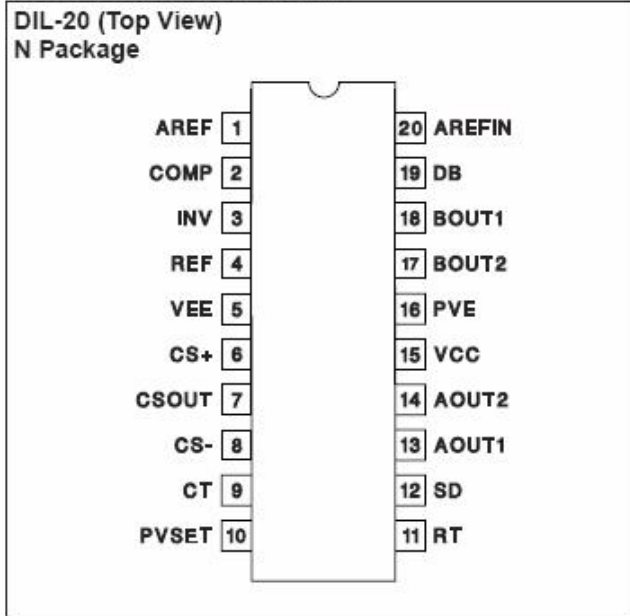 DIL-20 (Top View)
N Package
AREF 1 20 AREFIN
COMP 2 19 DB
INV 3 18 BOUT1
REF 4 17 BOUT2
VEE 5 16 PVE
CS+ 6 15 VCC
CSOUT 7 14 AOUT2
CS- 8 13 AOUT1
CT 9 12 SD
PVSET 10 11 RT